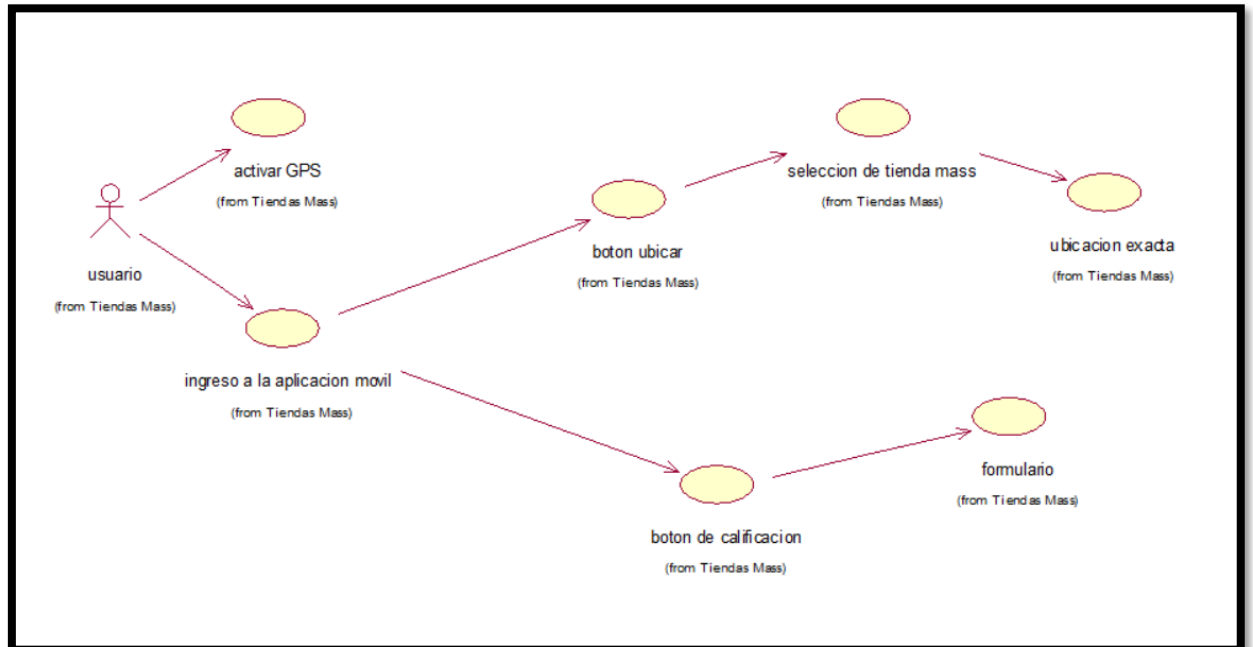 activar GPS
(from Tiendas Mass)
usuario
(from Tiendas Mass)
ingreso a la aplicacion movil
(from Tiendas Mass)
boton ubicar
(from Tiendas Mass)
seleccion de tienda mass
(from Tiendas Mass)
ubicacion exacta
(from Tiendas Mass)
boton de calificacion
(from Tiendas Mass)
formulario
(from Tiendas Mass)